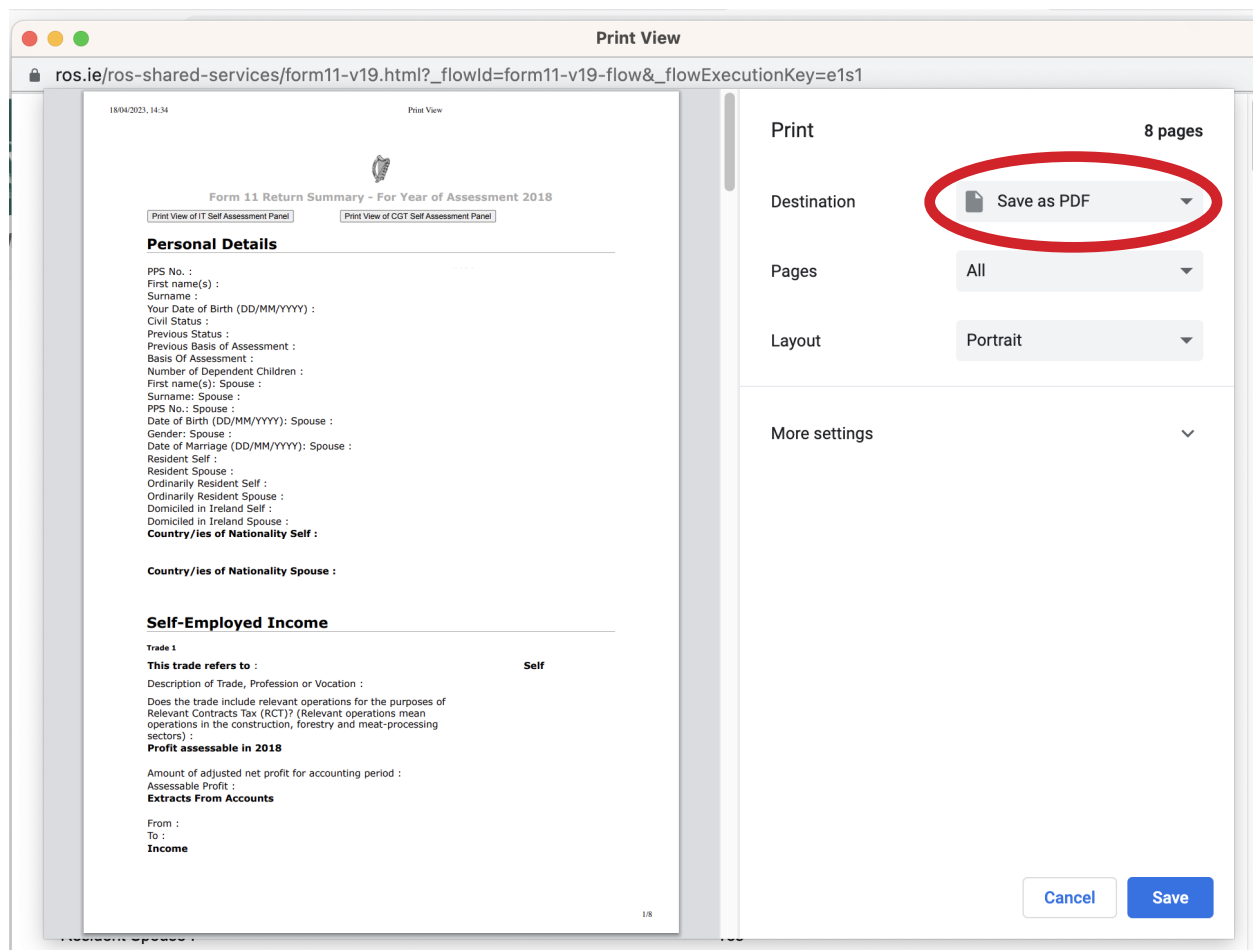 Print View
ros.ie/ros-shared-services/form11-v19.html?_flowId=form11-v19-flow&_flowExecutionKey=e1s1
18/04/2023, 14:34 Print View
Form 11 Return Summary - For Year of Assessment 2018
Print View of IT Self Assessment Panel Print View of CGT Self Assessment Panel
Personal Details
PPS No. :
First name(s) :
Surname :
Your Date of Birth (DD/MM/YYYY) :
Civil Status :
Previous Status :
Previous Basis of Assessment :
Basis Of Assessment :
Number of Dependent Children :
First name(s): Spouse :
Surname: Spouse :
PPS No.: Spouse :
Date of Birth (DD/MM/YYYY): Spouse :
Gender: Spouse :
Date of Marriage (DD/MM/YYYY): Spouse :
Resident Self :
Resident Spouse :
Ordinarily Resident Self :
Ordinarily Resident Spouse :
Domiciled in Ireland Self :
Domiciled in Ireland Spouse :
Country/ies of Nationality Self :
Country/ies of Nationality Spouse :
Self-Employed Income
Trade 1
This trade refers to : Self
Description of Trade, Profession or Vocation :
Does the trade include relevant operations for the purposes of
Relevant Contracts Tax (RCT)? (Relevant operations mean
operations in the construction, forestry and meat-processing
sectors) :
Profit assessable in 2018
Amount of adjusted net profit for accounting period :
Assessable Profit :
Extracts From Accounts
From :
To :
Income
1/8
Print 8 pages
Destination Save as PDF
Pages All
Layout Portrait
More settings
Cancel Save